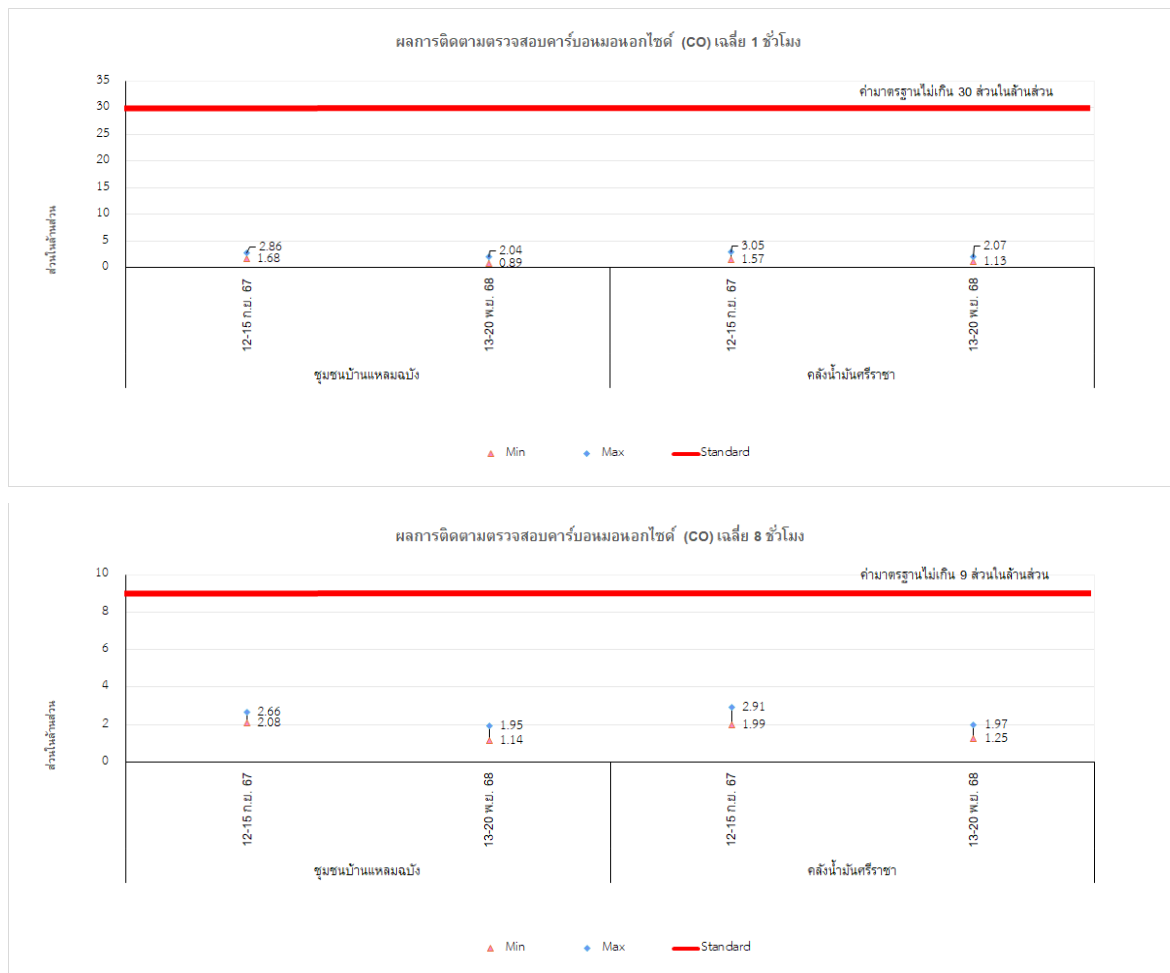 ผลการติดตามตรวจสอบคาร์บอนมอนอกไซด์ (CO) เฉลี่ย 1 ชั่วโมง
ค่ามาตรฐานไม่เกิน 30 ส่วนในล้านส่วน
35
30
25
20
15
10
5
0
ส่วนในล้านส่วน
2.86
1.68
2.04
0.89
3.05
1.57
2.07
1.13
12-15 ก.ย. 67
13-20 พ.ย. 68
12-15 ก.ย. 67
13-20 พ.ย. 68
ชุมชนบ้านแหลมฉบัง
คลังน้ำมันศรีราชา
Min Max Standard
ผลการติดตามตรวจสอบคาร์บอนมอนอกไซด์ (CO) เฉลี่ย 8 ชั่วโมง
ค่ามาตรฐานไม่เกิน 9 ส่วนในล้านส่วน
10
8
6
4
2
0
ส่วนในล้านส่วน
2.66
2.08
1.95
1.14
2.91
1.99
1.97
1.25
12-15 ก.ย. 67
13-20 พ.ย. 68
12-15 ก.ย. 67
13-20 พ.ย. 68
ชุมชนบ้านแหลมฉบัง
คลังน้ำมันศรีราชา
Min Max Standard